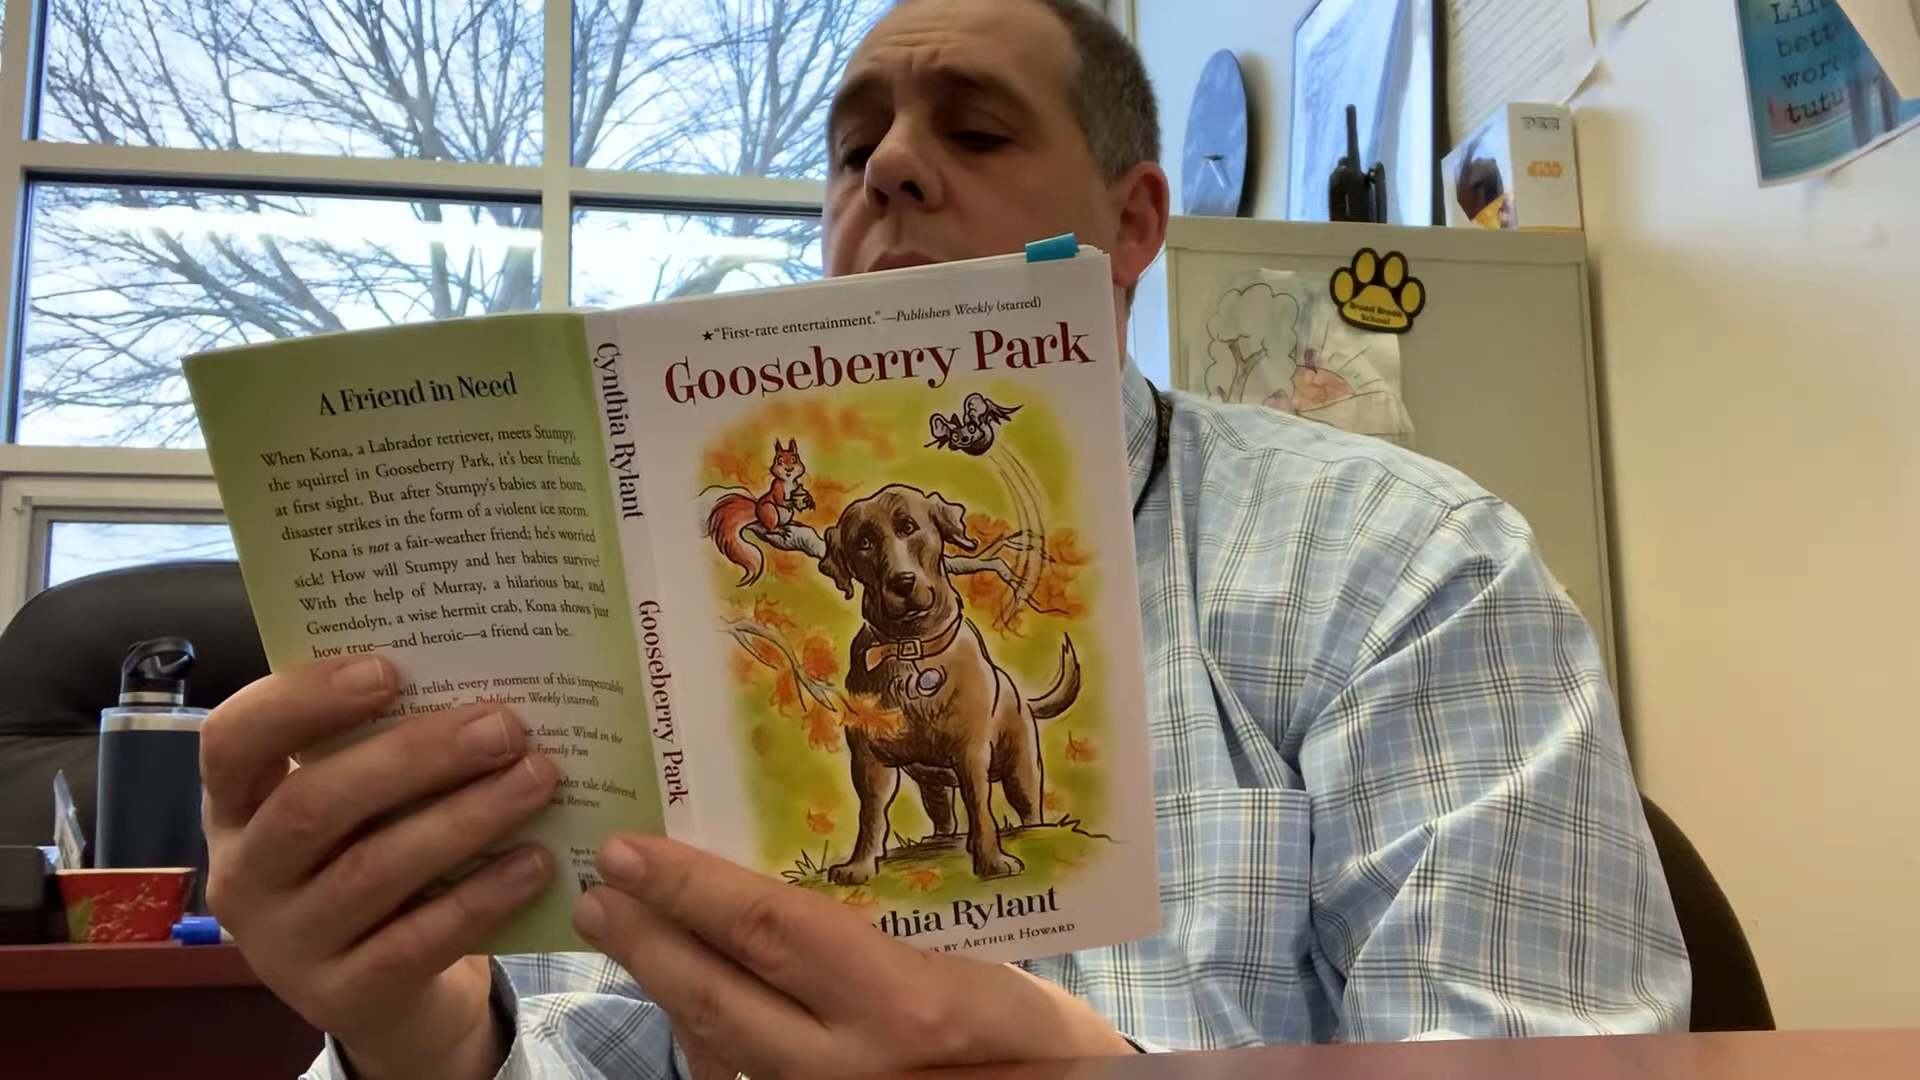 A Friend in Need
When Kona, a Labrador retriever, meets Stumpy,
the squirrel in Gooseberry Park, it's best friends
at first sight. But after Stumpy's babies are born,
disaster strikes in the form of a violent ice storm.
Kona is not a fair-weather friend; he's worried
sick! How will Stumpy and her babies survive?
With the help of Murray, a hilarious bat, and
Gwendolyn, a wise hermit crab, Kona shows just
how true—and heroic—a friend can be.
will relish every moment of this impeccably
paced fantasy."—Publishers Weekly (starred)
classic Wind in the
—Family Fun
tale delivered
Reviews
Cynthia Rylant
Gooseberry Park
★"First-rate entertainment."—Publishers Weekly (starred)
Gooseberry Park
thia Rylant
BY ARTHUR HOWARD
Broad Brook
School
STAR
WARS